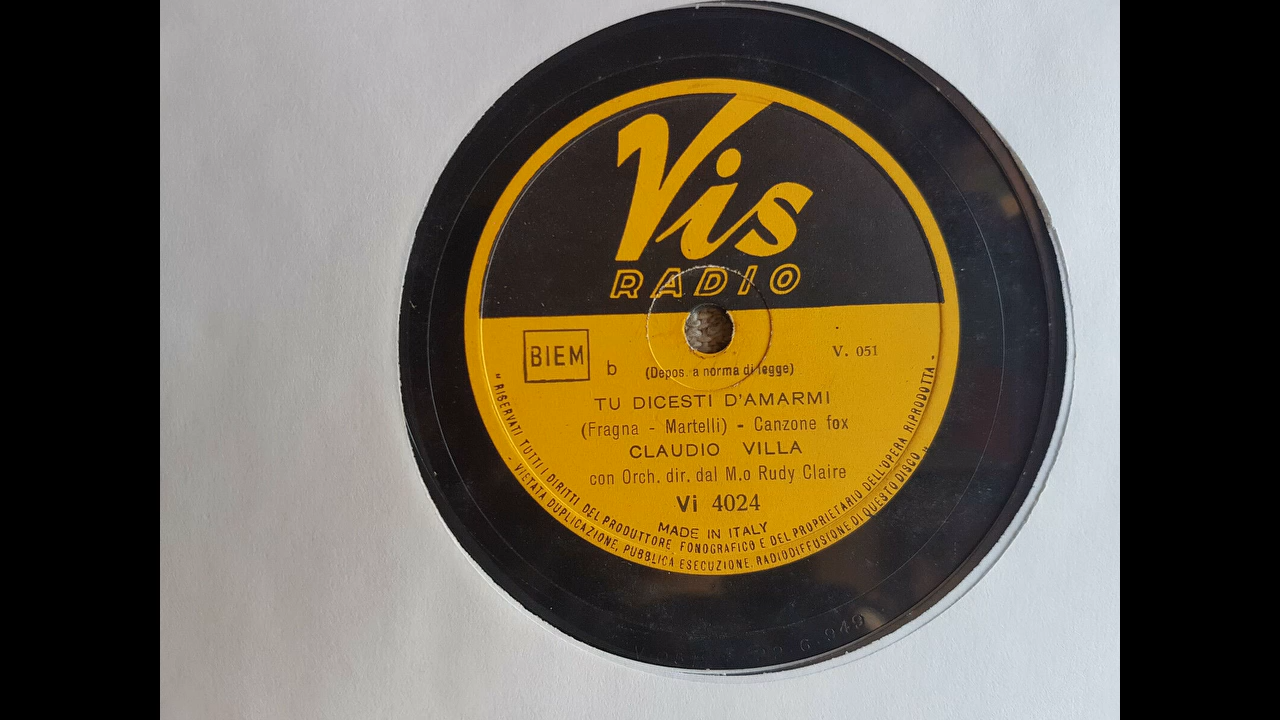 Vis
RADIO
BIEM
b
(Depos. a norma di legge)
V. 051
TU DICESTI D'AMARMI
(Fragna - Martelli) - Canzone fox
CLAUDIO VILLA
con Orch. dir. dal M.o Rudy Claire
Vi 4024
MADE IN ITALY
" RISERVATI TUTTI I DIRITTI DEL PRODUTTORE FONOGRAFICO E DEL PROPRIETARIO DELL'OPERA RIPRODOTTA -
- VIETATA DUPLICAZIONE, PUBBLICA ESECUZIONE, RADIODIFFUSIONE DI QUESTO DISCO "
6.949